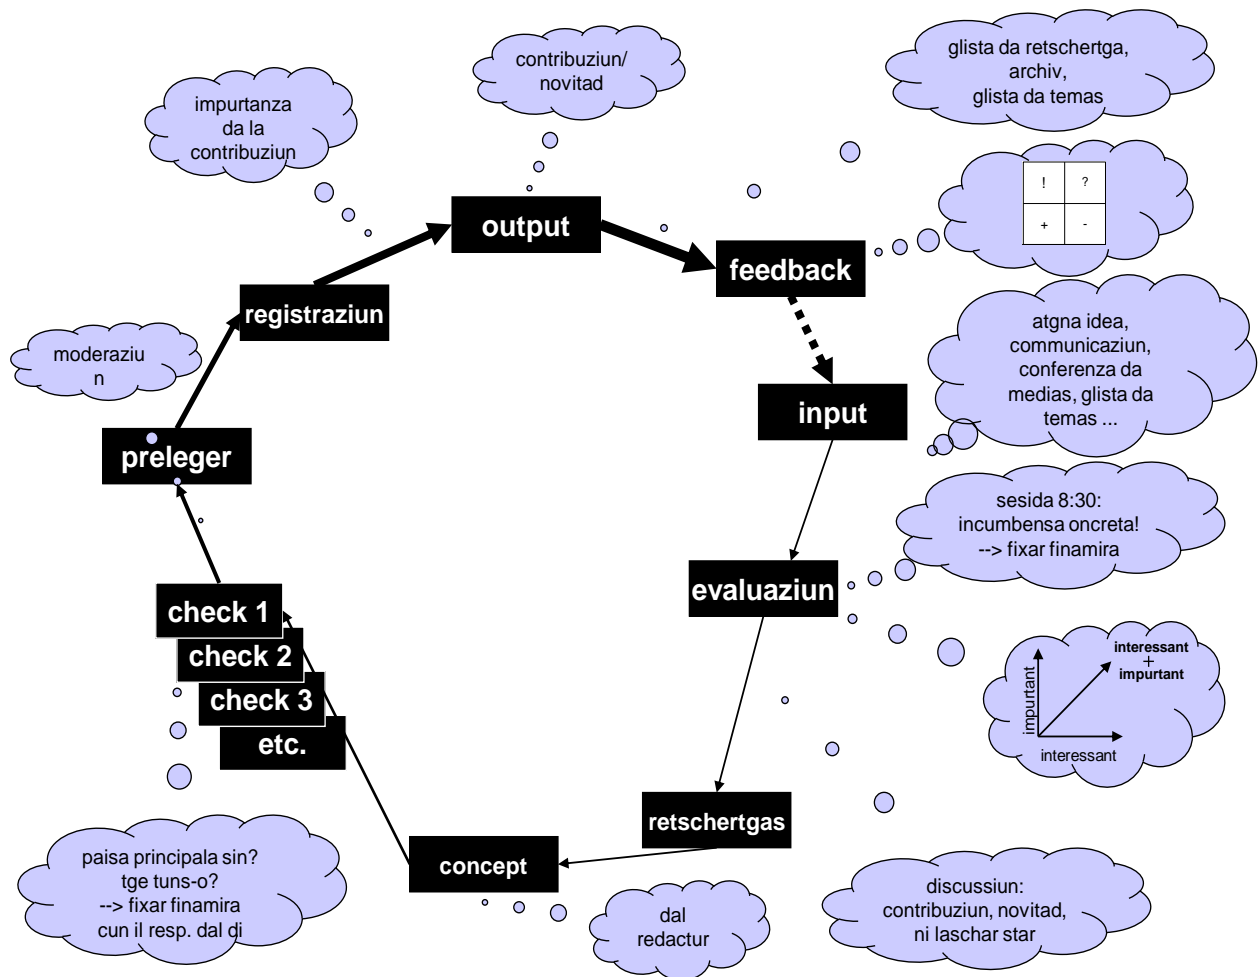 contribuziun/
novitad
glista da retschertga,
archiv,
glista da temas
impurtanza
da la
contribuziun
!
?
+
-
output
feedback
registraziun
atgna idea,
communicaziun,
conferenza da
medias, glista da
temas ...
moderaziu
n
input
preleger
sesida 8:30:
incumbensa oncreta!
--> fixar finamira
evaluaziun
check 1
check 2
check 3
etc.
interessant
+
impurtant
impurtant
interessant
retschertgas
concept
paisa principala sin?
tge tuns-o?
--> fixar finamira
cun il resp. dal di
dal
redactur
discussiun:
contribuziun, novitad,
ni laschar star